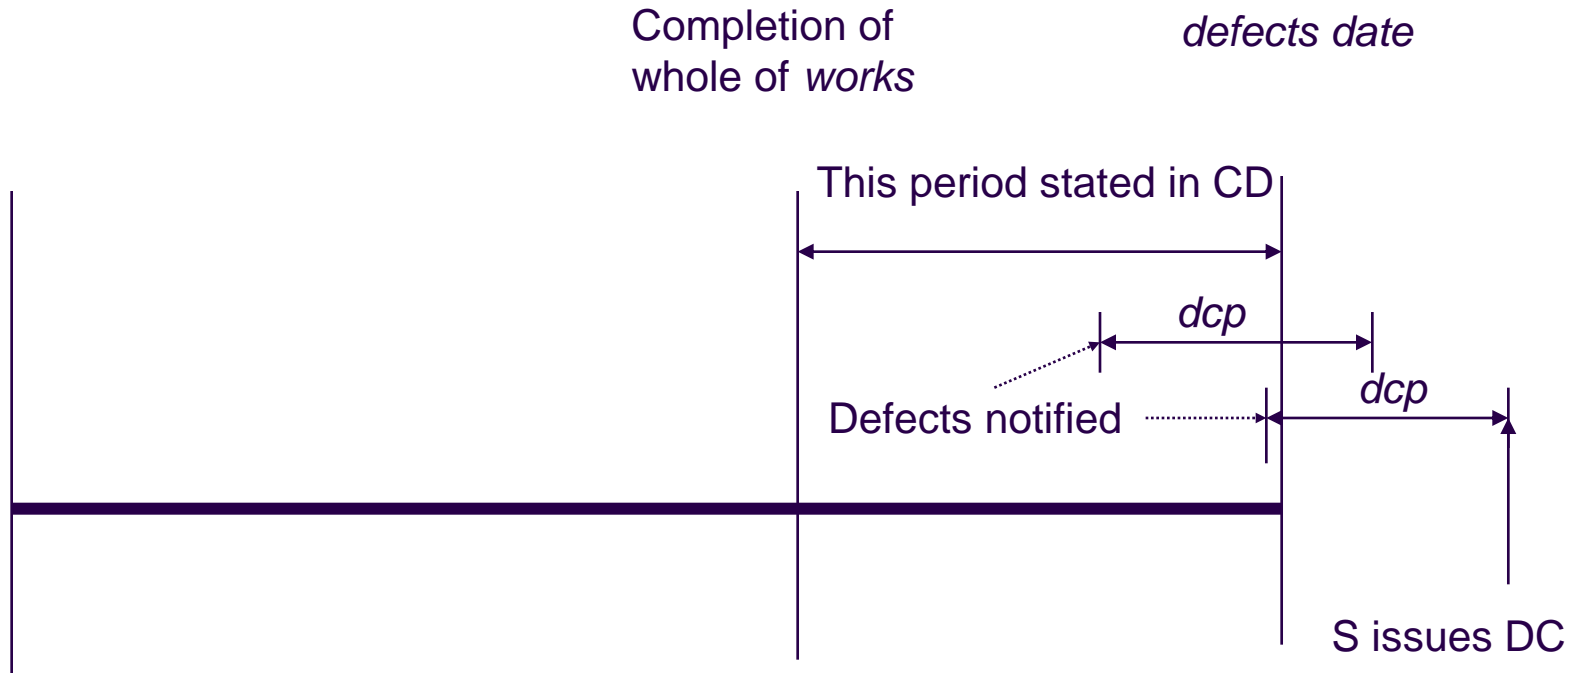 Completion of
whole of works
defects date
This period stated in CD
dcp
dcp
Defects notified
S issues DC